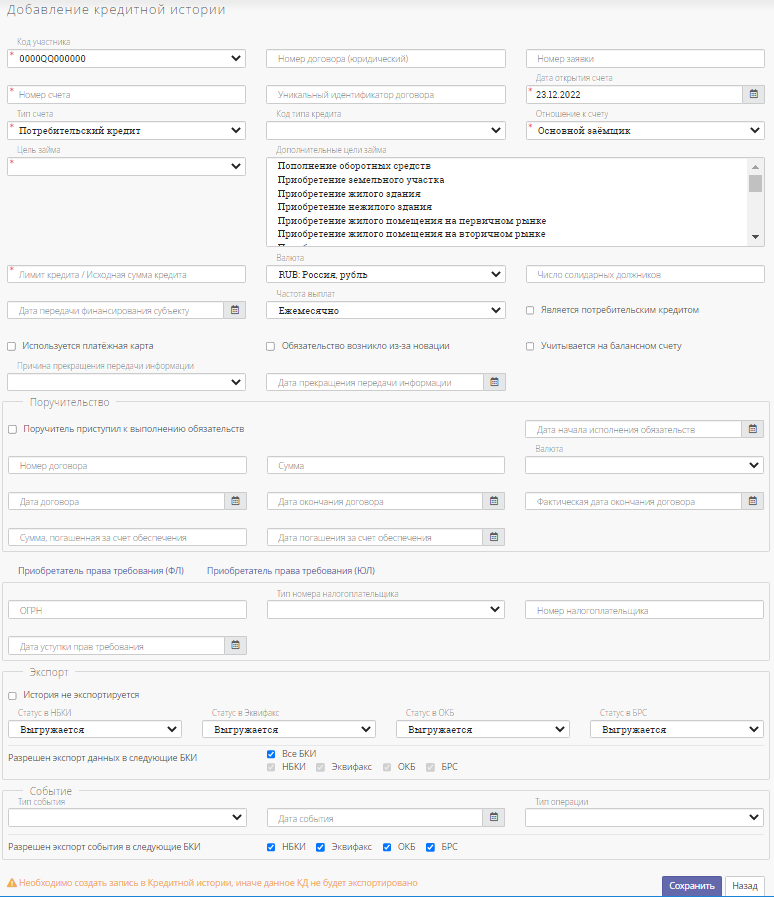 Добавление кредитной истории
Код участника
* 0000QQ000000 Номер договора (юридический) Номер заявки
Дата открытия счета
* Номер счета Уникальный идентификатор договора * 23.12.2022
Тип счета Код типа кредита Отношение к счету
* Потребительский кредит * Основной заёмщик
Цель займа Дополнительные цели займа
*
Пополнение оборотных средств
Приобретение земельного участка
Приобретение жилого здания
Приобретение нежилого здания
Приобретение жилого помещения на первичном рынке
Приобретение жилого помещения на вторичном рынке
Валюта
* Лимит кредита / Исходная сумма кредита RUB: Россия, рубль Число солидарных должников
Частота выплат
Дата передачи финансирования субъекту Ежемесячно Является потребительским кредитом
Используется платёжная карта Обязательство возникло из-за новации Учитывается на балансном счету
Причина прекращения передачи информации
Дата прекращения передачи информации
Поручительство
Поручитель приступил к выполнению обязательств Дата начала исполнения обязательств
Валюта
Номер договора Сумма
Дата договора Дата окончания договора Фактическая дата окончания договора
Сумма, погашенная за счет обеспечения Дата погашения за счет обеспечения
Приобретатель права требования (ФЛ) Приобретатель права требования (ЮЛ)
Тип номера налогоплательщика
ОГРН Номер налогоплательщика
Дата уступки прав требования
Экспорт
История не экспортируется
Статус в НБКИ Статус в Эквифакс Статус в ОКБ Статус в БРС
Выгружается Выгружается Выгружается Выгружается
Разрешен экспорт данных в следующие БКИ Все БКИ
НБКИ Эквифакс ОКБ БРС
Событие
Тип события Тип операции
Дата события
Разрешен экспорт события в следующие БКИ НБКИ Эквифакс ОКБ БРС
Необходимо создать запись в Кредитной истории, иначе данное КД не будет экспортировано
Сохранить Назад